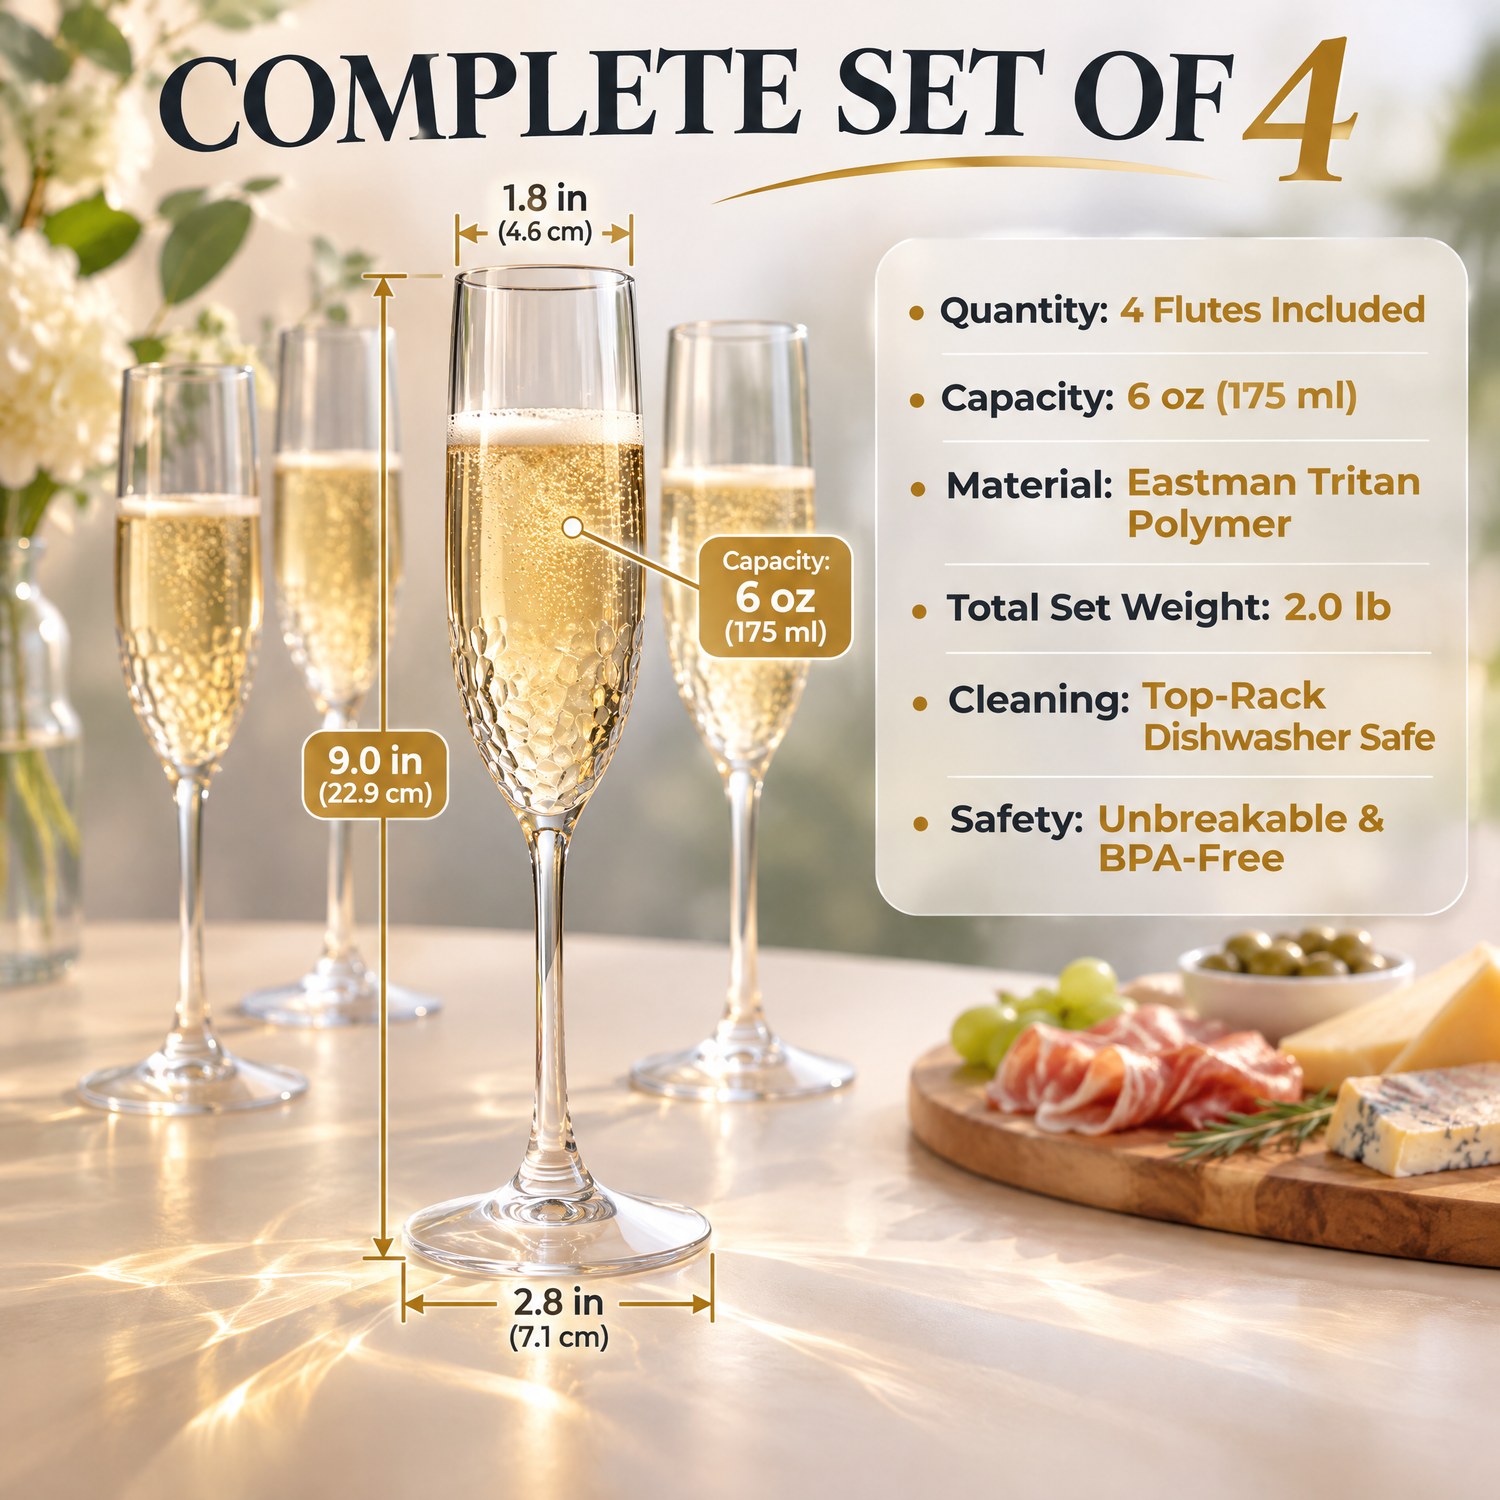 COMPLETE SET OF 4
1.8 in
(4.6 cm)
• Quantity: 4 Flutes Included
• Capacity: 6 oz (175 ml)
• Material: Eastman Tritan
Polymer
• Total Set Weight: 2.0 lb
• Cleaning: Top-Rack
Dishwasher Safe
• Safety: Unbreakable &
BPA-Free
Capacity:
6 oz
(175 ml)
9.0 in
(22.9 cm)
2.8 in
(7.1 cm)